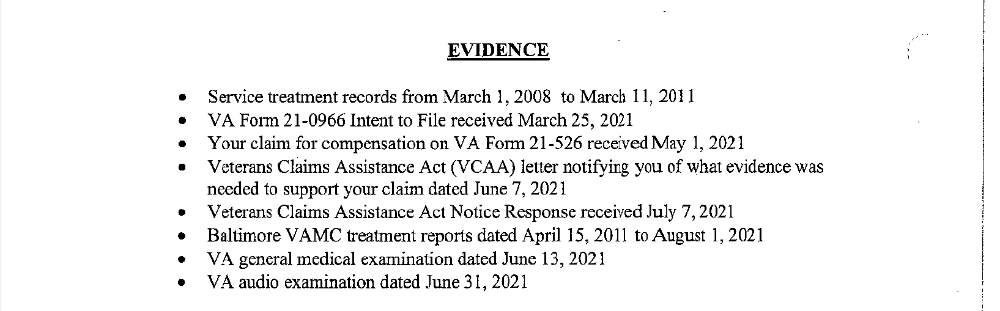 EVIDENCE
• Service treatment records from March 1, 2008 to March 11, 2011
• VA Form 21-0966 Intent to File received March 25, 2021
• Your claim for compensation on VA Form 21-526 received May 1, 2021
• Veterans Claims Assistance Act (VCAA) letter notifying you of what evidence was
needed to support your claim dated June 7, 2021
• Veterans Claims Assistance Act Notice Response received July 7, 2021
• Baltimore VAMC treatment reports dated April 15, 2011 to August 1, 2021
• VA general medical examination dated June 13, 2021
• VA audio examination dated June 31, 2021